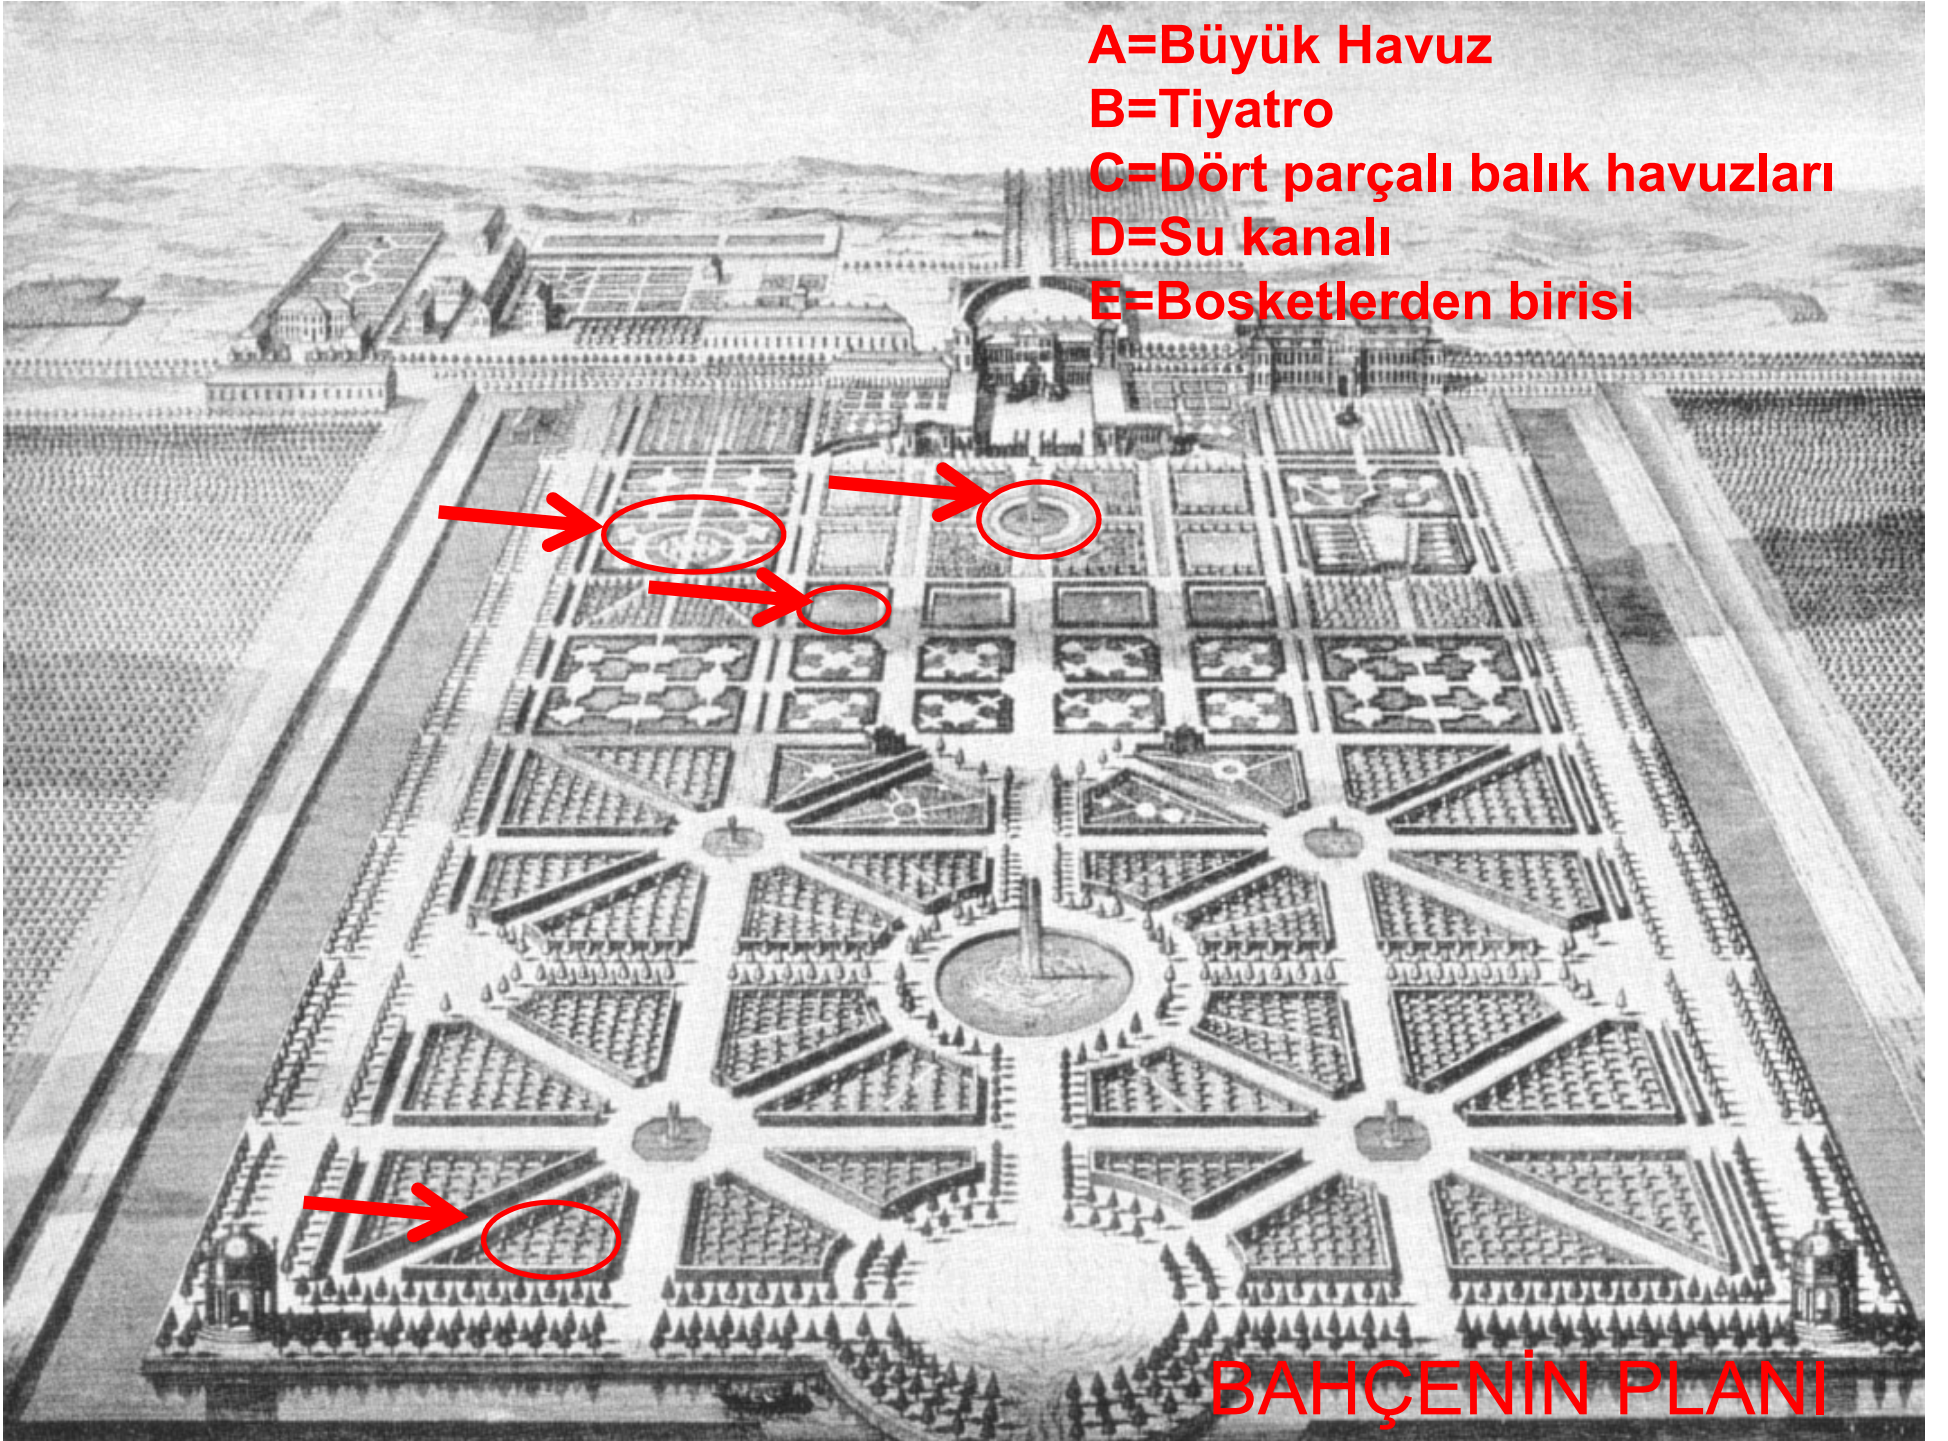 A=Büyük Havuz
B=Tiyatro
C=Dört parçalı balık havuzları
D=Su kanalı
E=Bosketlerden birisi
BAHÇENİN PLANI